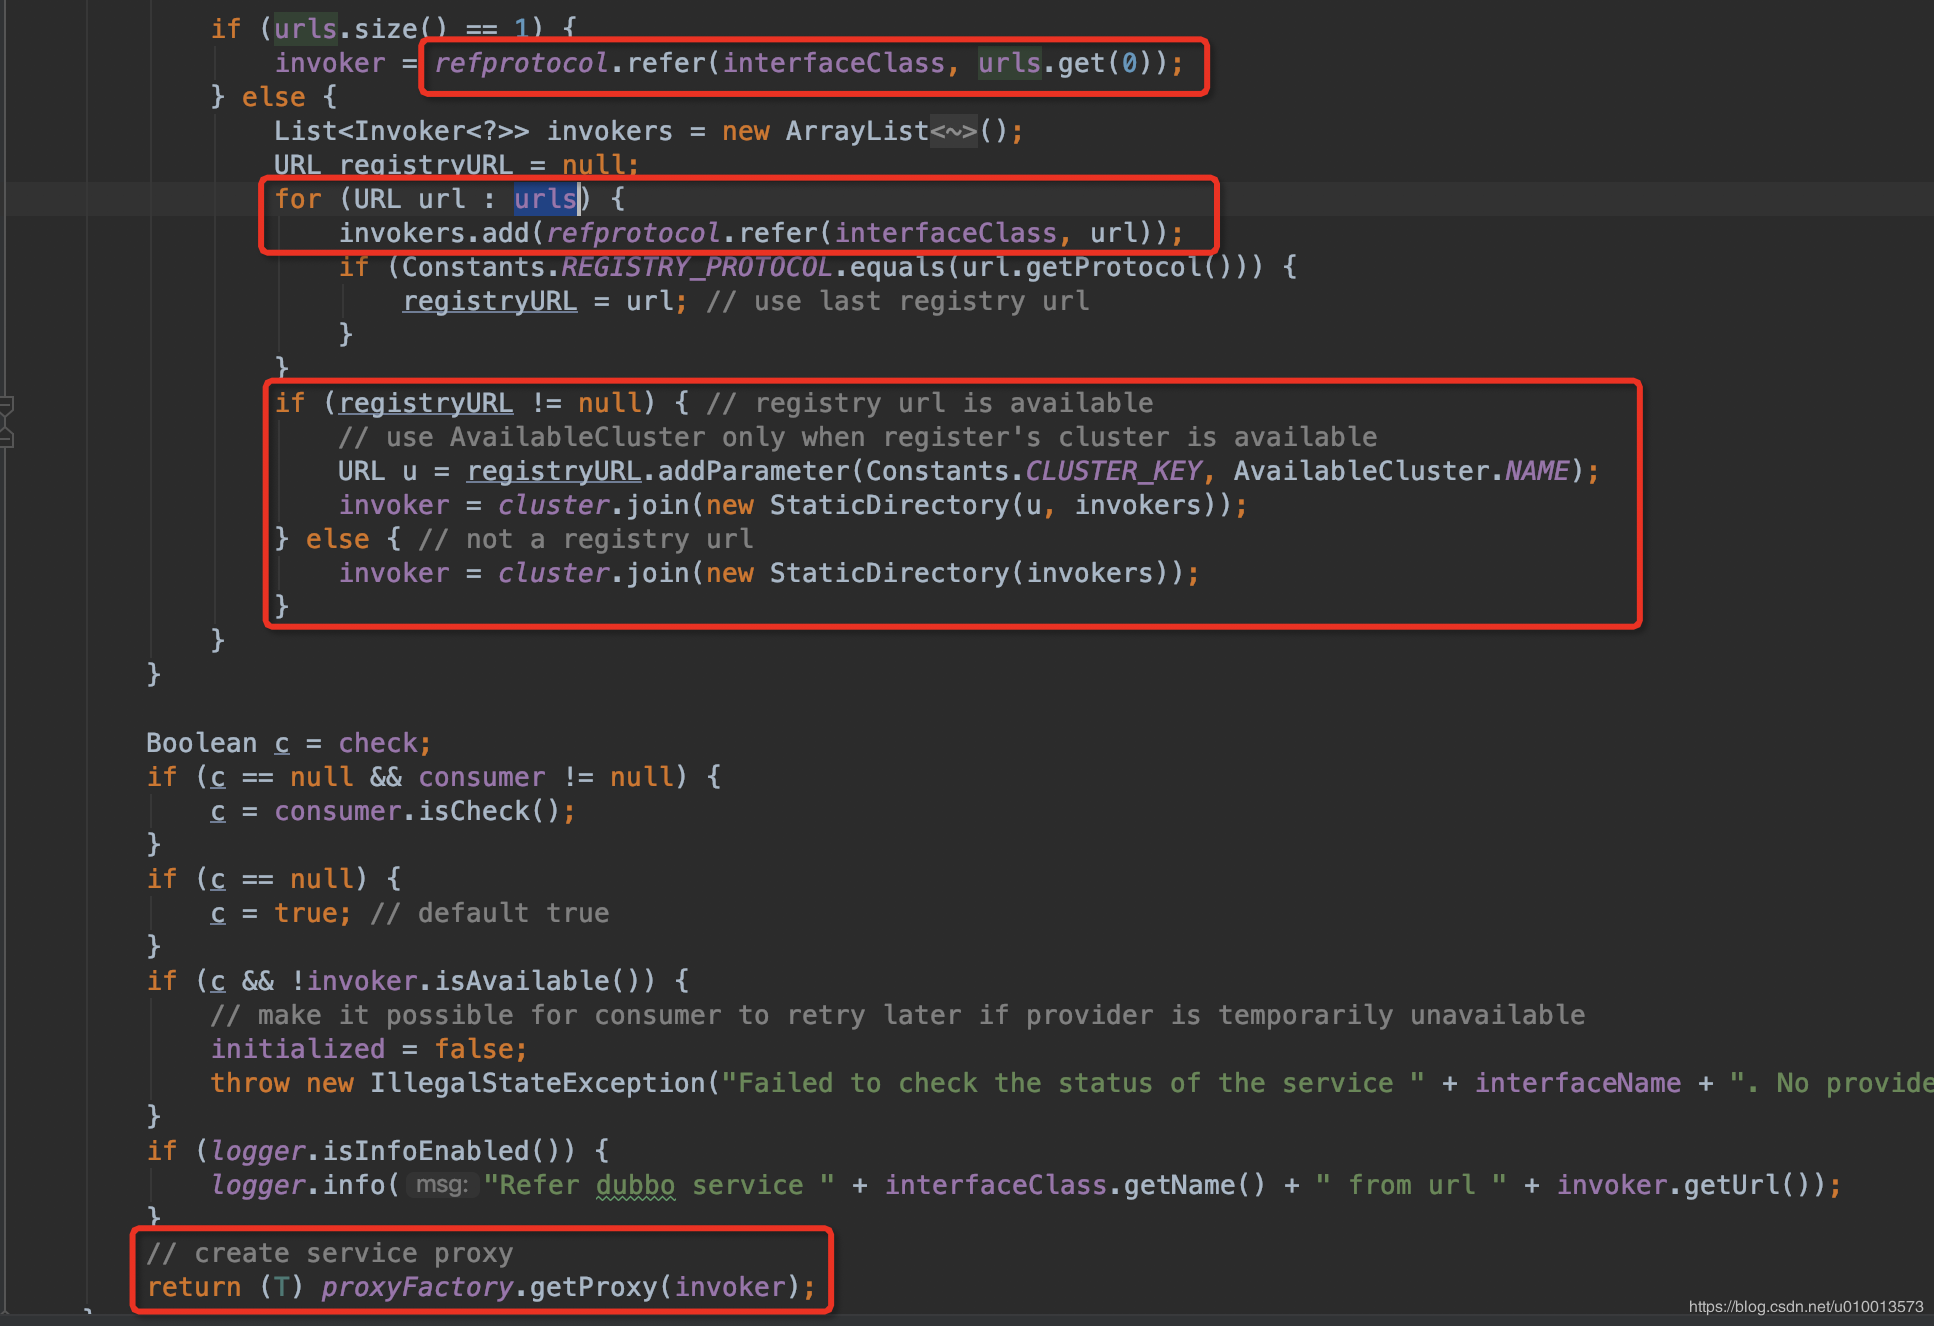 if (urls.size() == 1) {
invoker = refprotocol.refer(interfaceClass, urls.get(0));
} else {
List<Invoker<?>> invokers = new ArrayList<~>();
URL registryURL = null;
for (URL url : urls) {
invokers.add(refprotocol.refer(interfaceClass, url));
if (Constants.REGISTRY_PROTOCOL.equals(url.getProtocol())) {
registryURL = url; // use last registry url
}
}
if (registryURL != null) { // registry url is available
// use AvailableCluster only when register's cluster is available
URL u = registryURL.addParameter(Constants.CLUSTER_KEY, AvailableCluster.NAME);
invoker = cluster.join(new StaticDirectory(u, invokers));
} else { // not a registry url
invoker = cluster.join(new StaticDirectory(invokers));
}
}
}
Boolean c = check;
if (c == null && consumer != null) {
c = consumer.isCheck();
}
if (c == null) {
c = true; // default true
}
if (c && !invoker.isAvailable()) {
// make it possible for consumer to retry later if provider is temporarily unavailable
initialized = false;
throw new IllegalStateException("Failed to check the status of the service " + interfaceName + ". No provide
}
if (logger.isInfoEnabled()) {
logger.info( msg: "Refer dubbo service " + interfaceClass.getName() + " from url " + invoker.getUrl());
}
// create service proxy
return (T) proxyFactory.getProxy(invoker);
}
https://blog.csdn.net/u010013573